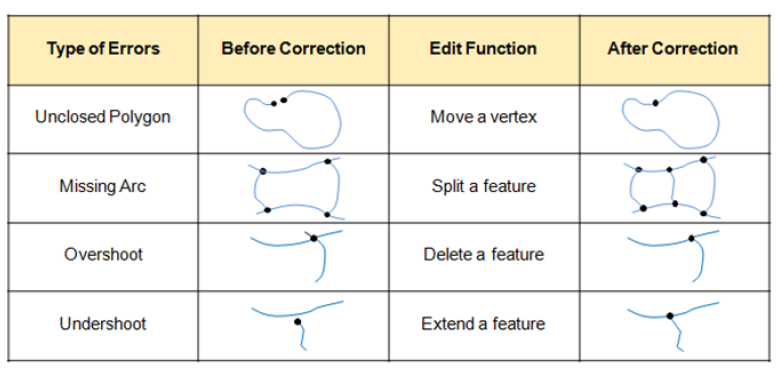 Type of Errors Before Correction Edit Function After Correction
Unclosed Polygon Move a vertex
Missing Arc Split a feature
Overshoot Delete a feature
Undershoot Extend a feature